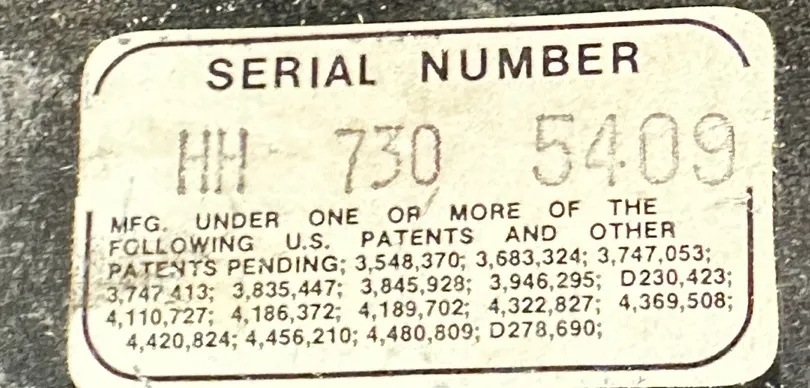 SERIAL NUMBER
HH 730 5409
MFG. UNDER ONE OR MORE OF THE
FOLLOWING U.S. PATENTS AND OTHER
PATENTS PENDING; 3,548,370; 3,683,324; 3,747,053;
3,747,413; 3,835,447; 3,845,928; 3,946,295; D230,423;
4,110,727; 4,186,372; 4,189,702; 4,322,827; 4,369,508;
4,420,824; 4,456,210; 4,480,809; D278,690;